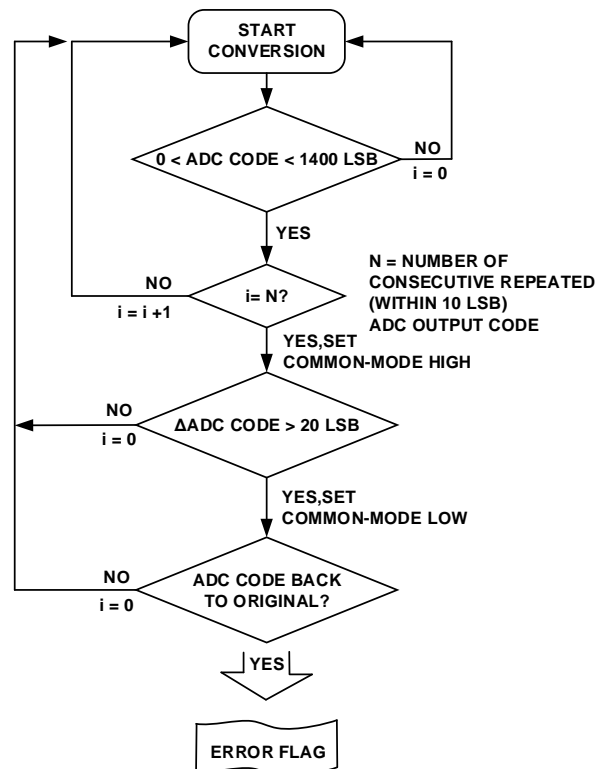 START
CONVERSION
0 < ADC CODE < 1400 LSB
NO
i = 0
YES
N = NUMBER OF
CONSECUTIVE REPEATED
(WITHIN 10 LSB)
ADC OUTPUT CODE
NO
i = i +1
i= N?
YES,SET
COMMON-MODE HIGH
NO
i = 0
ΔADC CODE > 20 LSB
YES,SET
COMMON-MODE LOW
NO
i = 0
ADC CODE BACK
TO ORIGINAL?
YES
ERROR FLAG